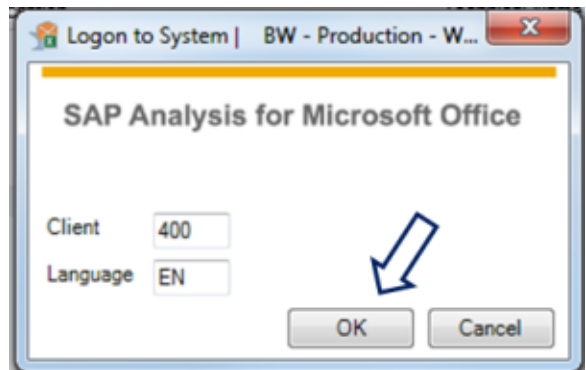 Logon to System | BW - Production - W...
SAP Analysis for Microsoft Office
Client 400
Language EN
OK Cancel